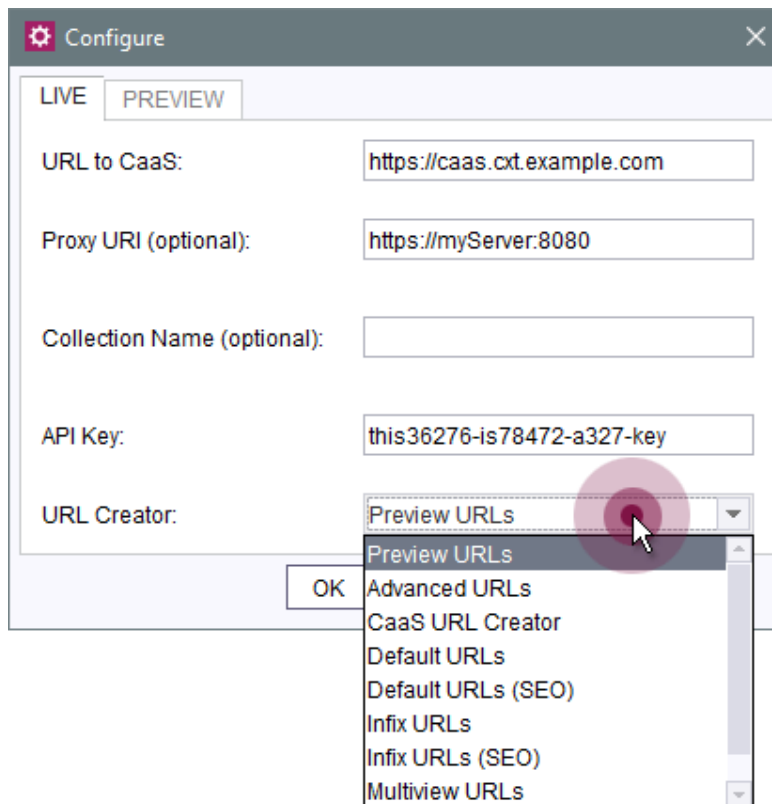 Configure
LIVE PREVIEW
URL to CaaS: https://caas.cxt.example.com
Proxy URI (optional): https://myServer:8080
Collection Name (optional):
API Key: this36276-is78472-a327-key
URL Creator: Preview URLs
Preview URLs
OK Advanced URLs
CaaS URL Creator
Default URLs
Default URLs (SEO)
Infix URLs
Infix URLs (SEO)
Multiview URLs